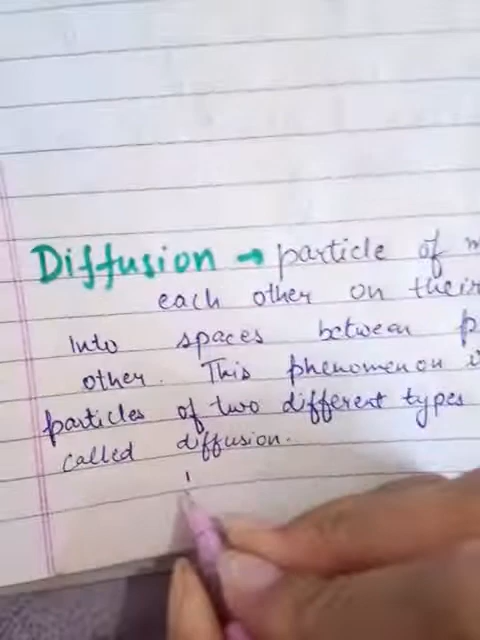 Diffusion → particle of
each other on their
Into spaces between
other. This phenomenon
particles of two different types
called diffusion.